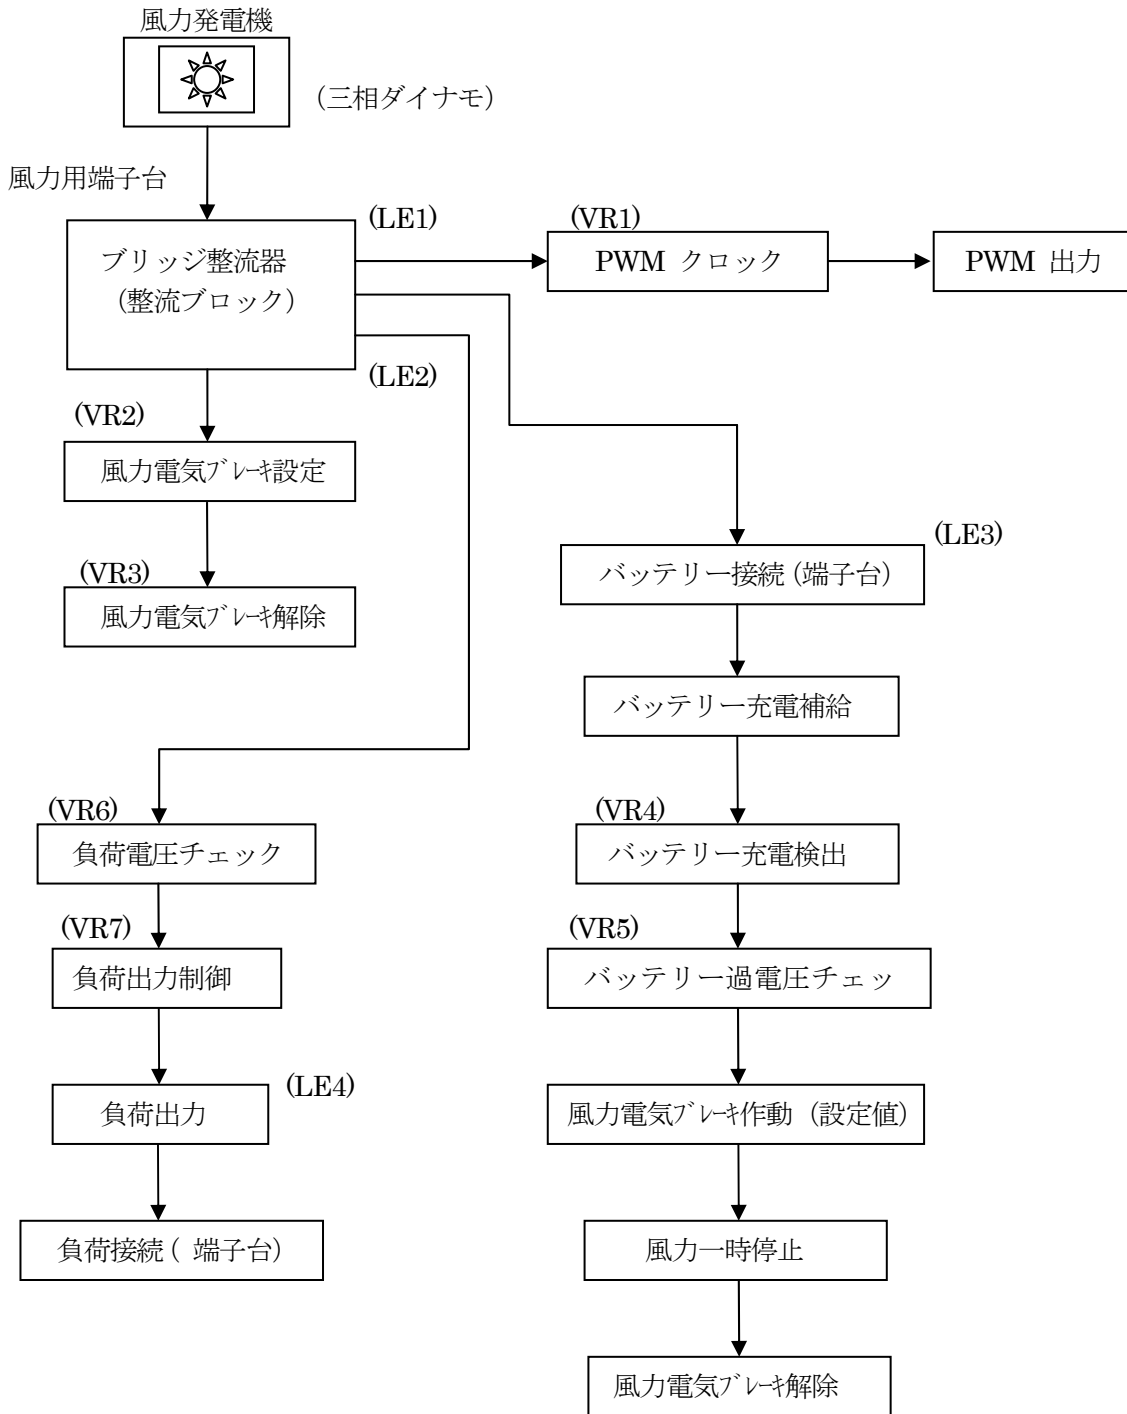 風力発電機
(三相ダイナモ)
風力用端子台
(LE1)
(VR1)
ブリッジ整流器
(整流ブロック)
PWM クロック
PWM 出力
(LE2)
(VR2)
風力電気ブレーキ設定
(VR3)
風力電気ブレーキ解除
(LE3)
バッテリー接続(端子台)
バッテリー充電補給
(VR6)
負荷電圧チェック
(VR4)
バッテリー充電検出
(VR7)
負荷出力制御
(VR5)
バッテリー過電圧チェッ
(LE4)
負荷出力
風力電気ブレーキ作動 (設定値)
負荷接続( 端子台)
風力一時停止
風力電気ブレーキ解除